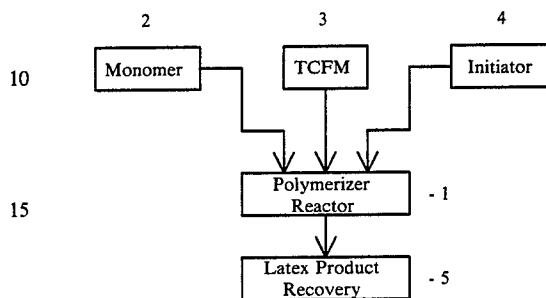 2 3 4
10 Monomer TCFM Initiator
Polymerizer
15 Reactor - 1
Latex Product
Recovery - 5